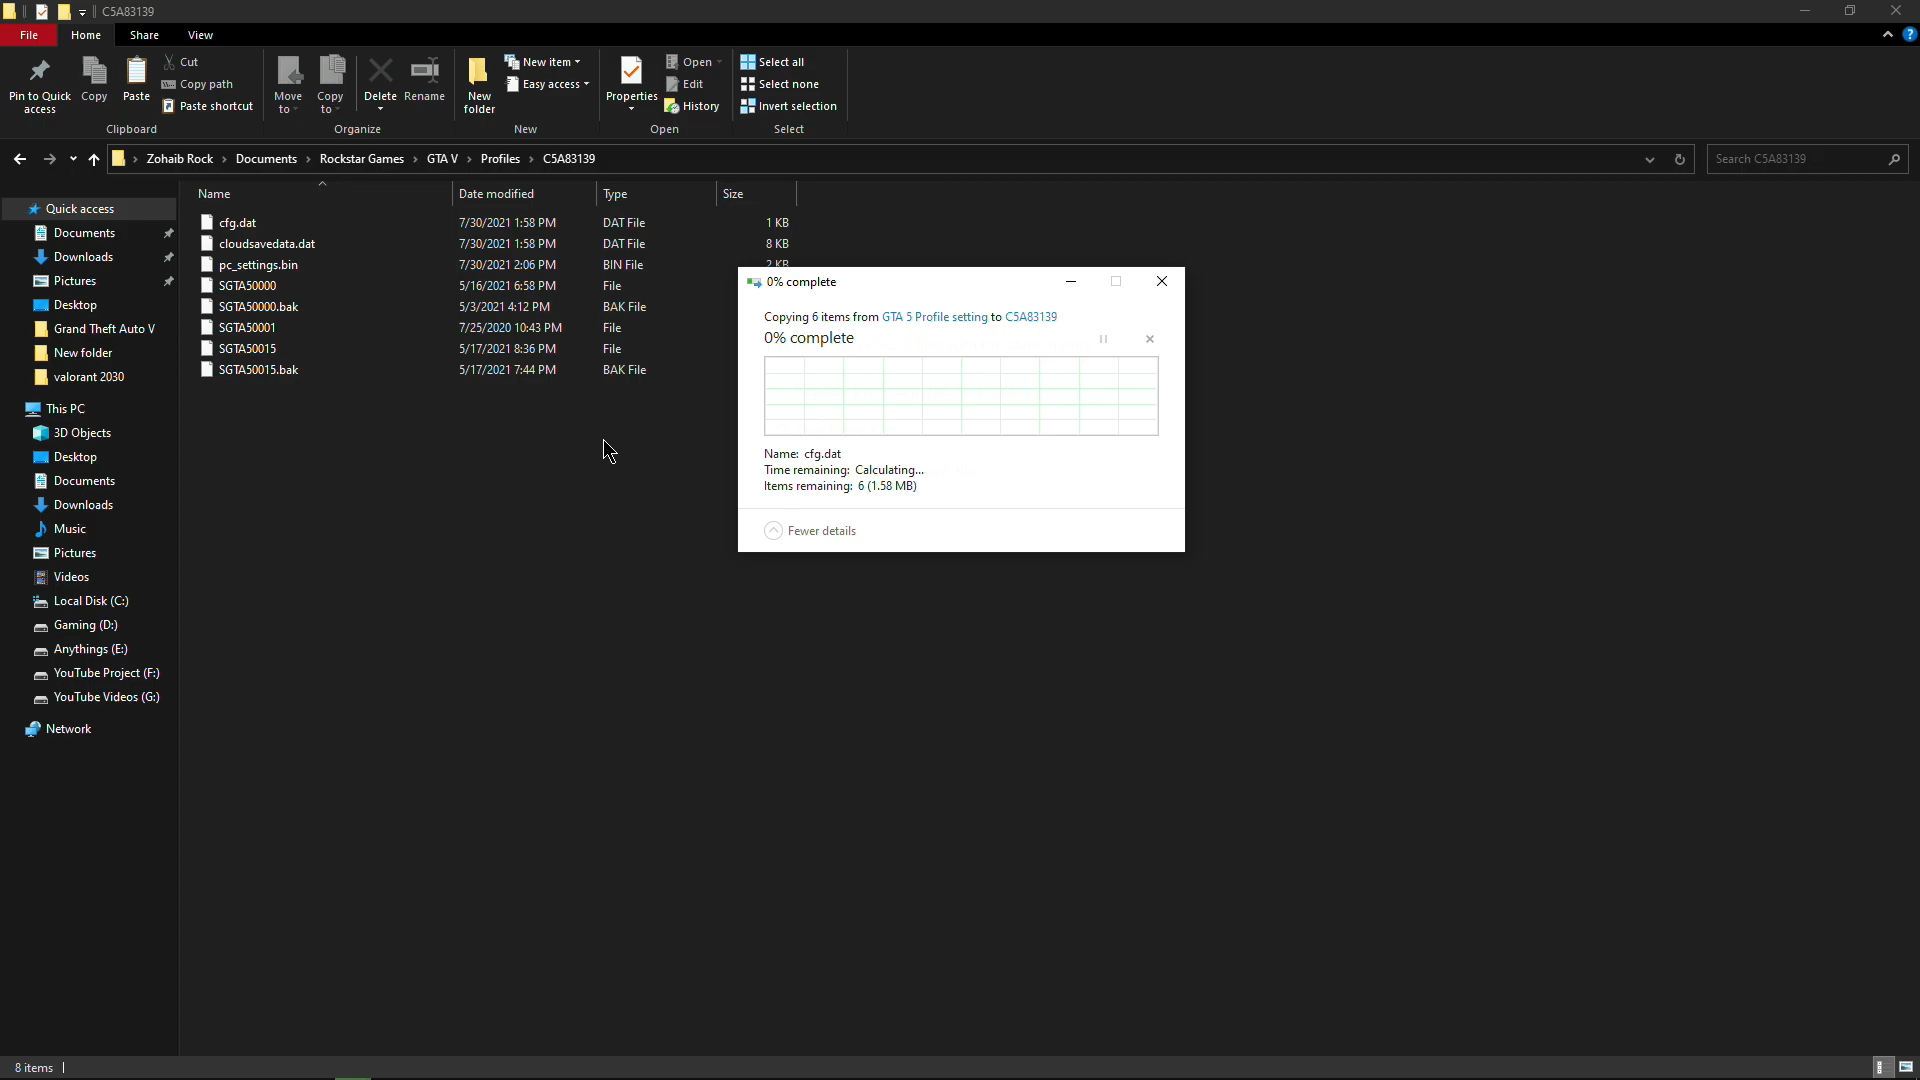 C5A83139
File Home Share View
Pin to Quick access
Copy
Paste
Cut
Copy path
Paste shortcut
Clipboard
Move to
Copy to
Delete
Rename
Organize
New folder
New item
Easy access
New
Properties
Open
Edit
History
Open
Select all
Select none
Invert selection
Select
Zohaib Rock › Documents › Rockstar Games › GTA V › Profiles › C5A83139
Search C5A83139
Name Date modified Type Size
cfg.dat 7/30/2021 1:58 PM DAT File 1 KB
cloudsavedata.dat 7/30/2021 1:58 PM DAT File 8 KB
pc_settings.bin 7/30/2021 2:06 PM BIN File 2 KB
SGTA50000 5/16/2021 6:58 PM File
SGTA50000.bak 5/3/2021 4:12 PM BAK File
SGTA50001 7/25/2020 10:43 PM File
SGTA50015 5/17/2021 8:36 PM File
SGTA50015.bak 5/17/2021 7:44 PM BAK File
Quick access
Documents
Downloads
Pictures
Desktop
Grand Theft Auto V
New folder
valorant 2030
This PC
3D Objects
Desktop
Documents
Downloads
Music
Pictures
Videos
Local Disk (C:)
Gaming (D:)
Anythings (E:)
YouTube Project (F:)
YouTube Videos (G:)
Network
0% complete
Copying 6 items from GTA 5 Profile setting to C5A83139
0% complete
Name: cfg.dat
Time remaining: Calculating...
Items remaining: 6 (1.58 MB)
Fewer details
8 items